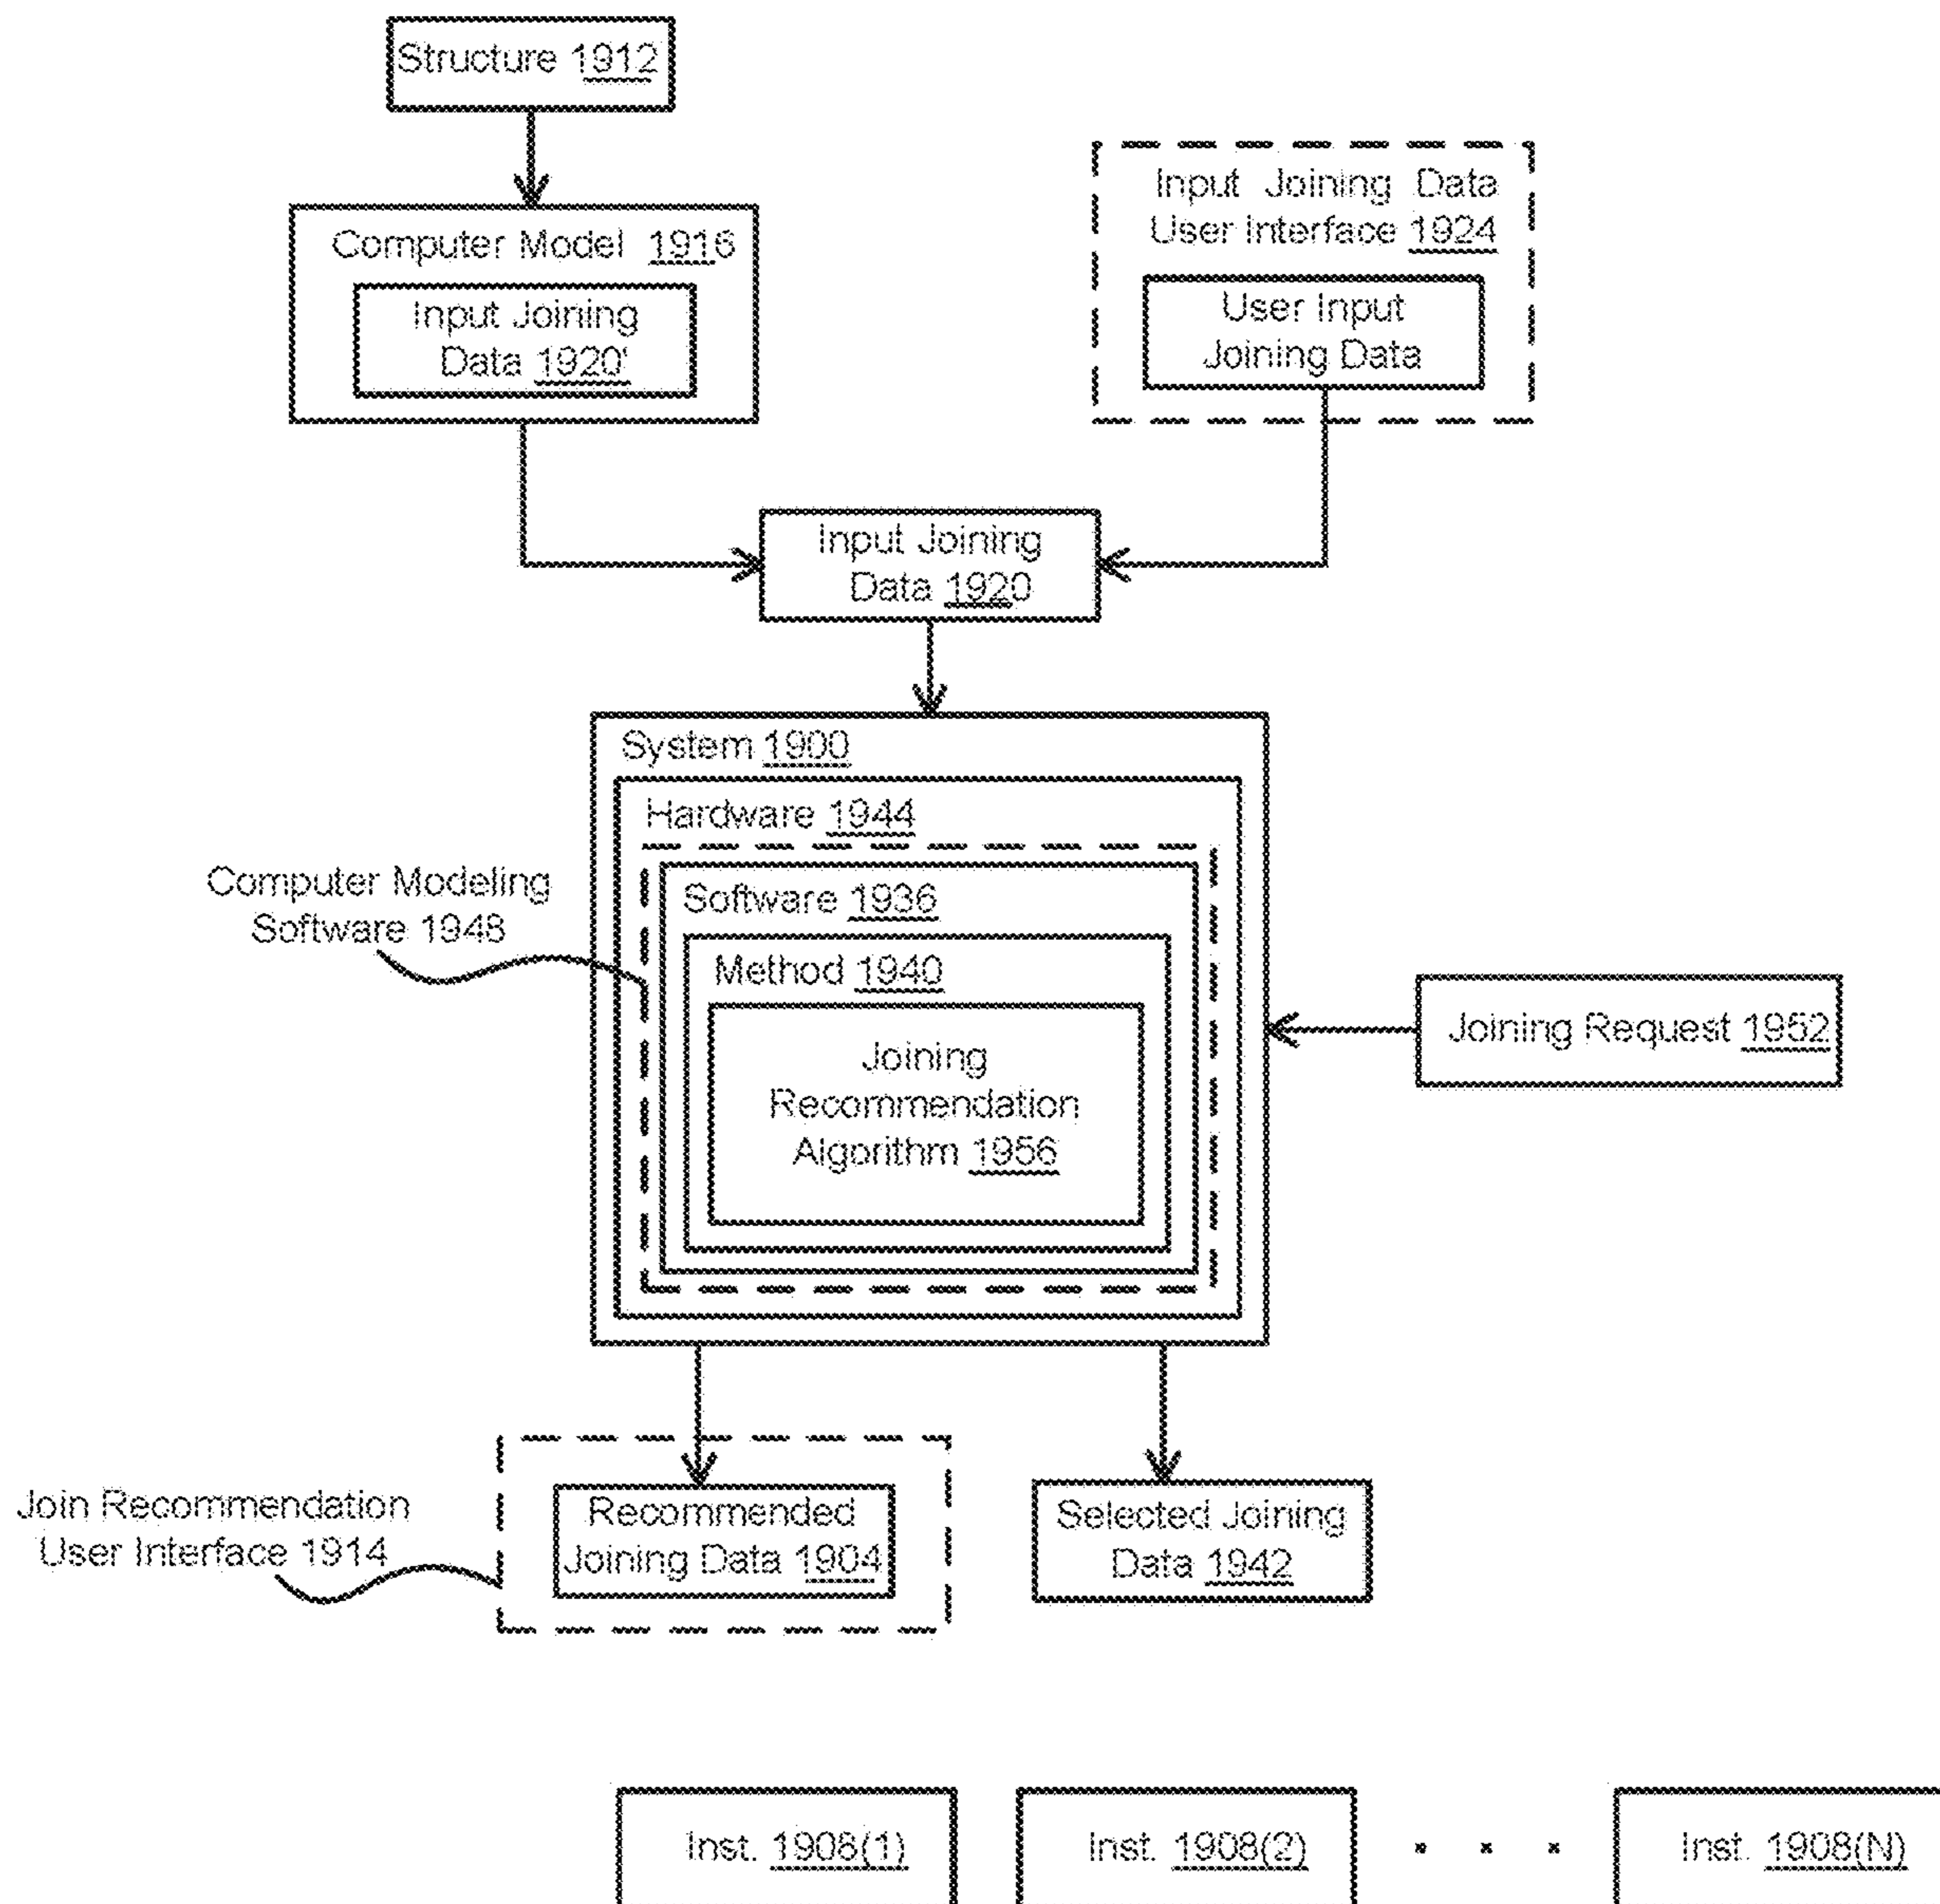 Structure 1912
Input Joining Data
User Interface 1924
Computer Model 1916
Input Joining
Data 1920'
User Input
Joining Data
Input Joining
Data 1920
System 1900
Hardware 1944
Computer Modeling
Software 1948
Software 1936
Method 1940
Joining
Recommendation
Algorithm 1956
Joining Request 1952
Join Recommendation
User Interface 1914
Recommended
Joining Data 1904
Selected Joining
Data 1942
Inst. 1908(1)
Inst. 1908(2)
. . .
Inst. 1908(N)